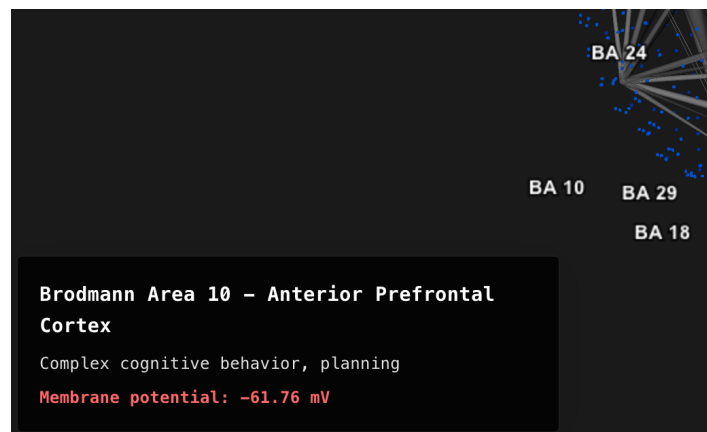 BA 24
BA 10
BA 29
BA 18
Brodmann Area 10 – Anterior Prefrontal
Cortex
Complex cognitive behavior, planning
Membrane potential: −61.76 mV